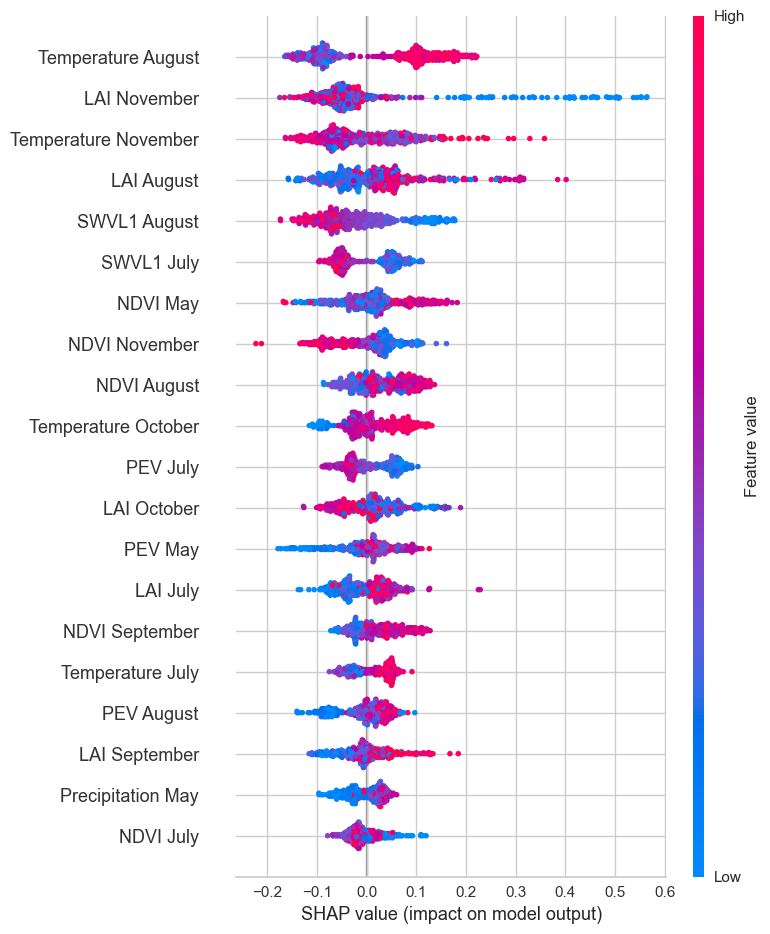 High
Temperature August
LAI November
Temperature November
LAI August
SWVL1 August
SWVL1 July
NDVI May
NDVI November
NDVI August
Temperature October
PEV July
LAI October
PEV May
LAI July
NDVI September
Temperature July
PEV August
LAI September
Precipitation May
NDVI July
Feature value
Low
−0.2 −0.1 0.0 0.1 0.2 0.3 0.4 0.5 0.6
SHAP value (impact on model output)